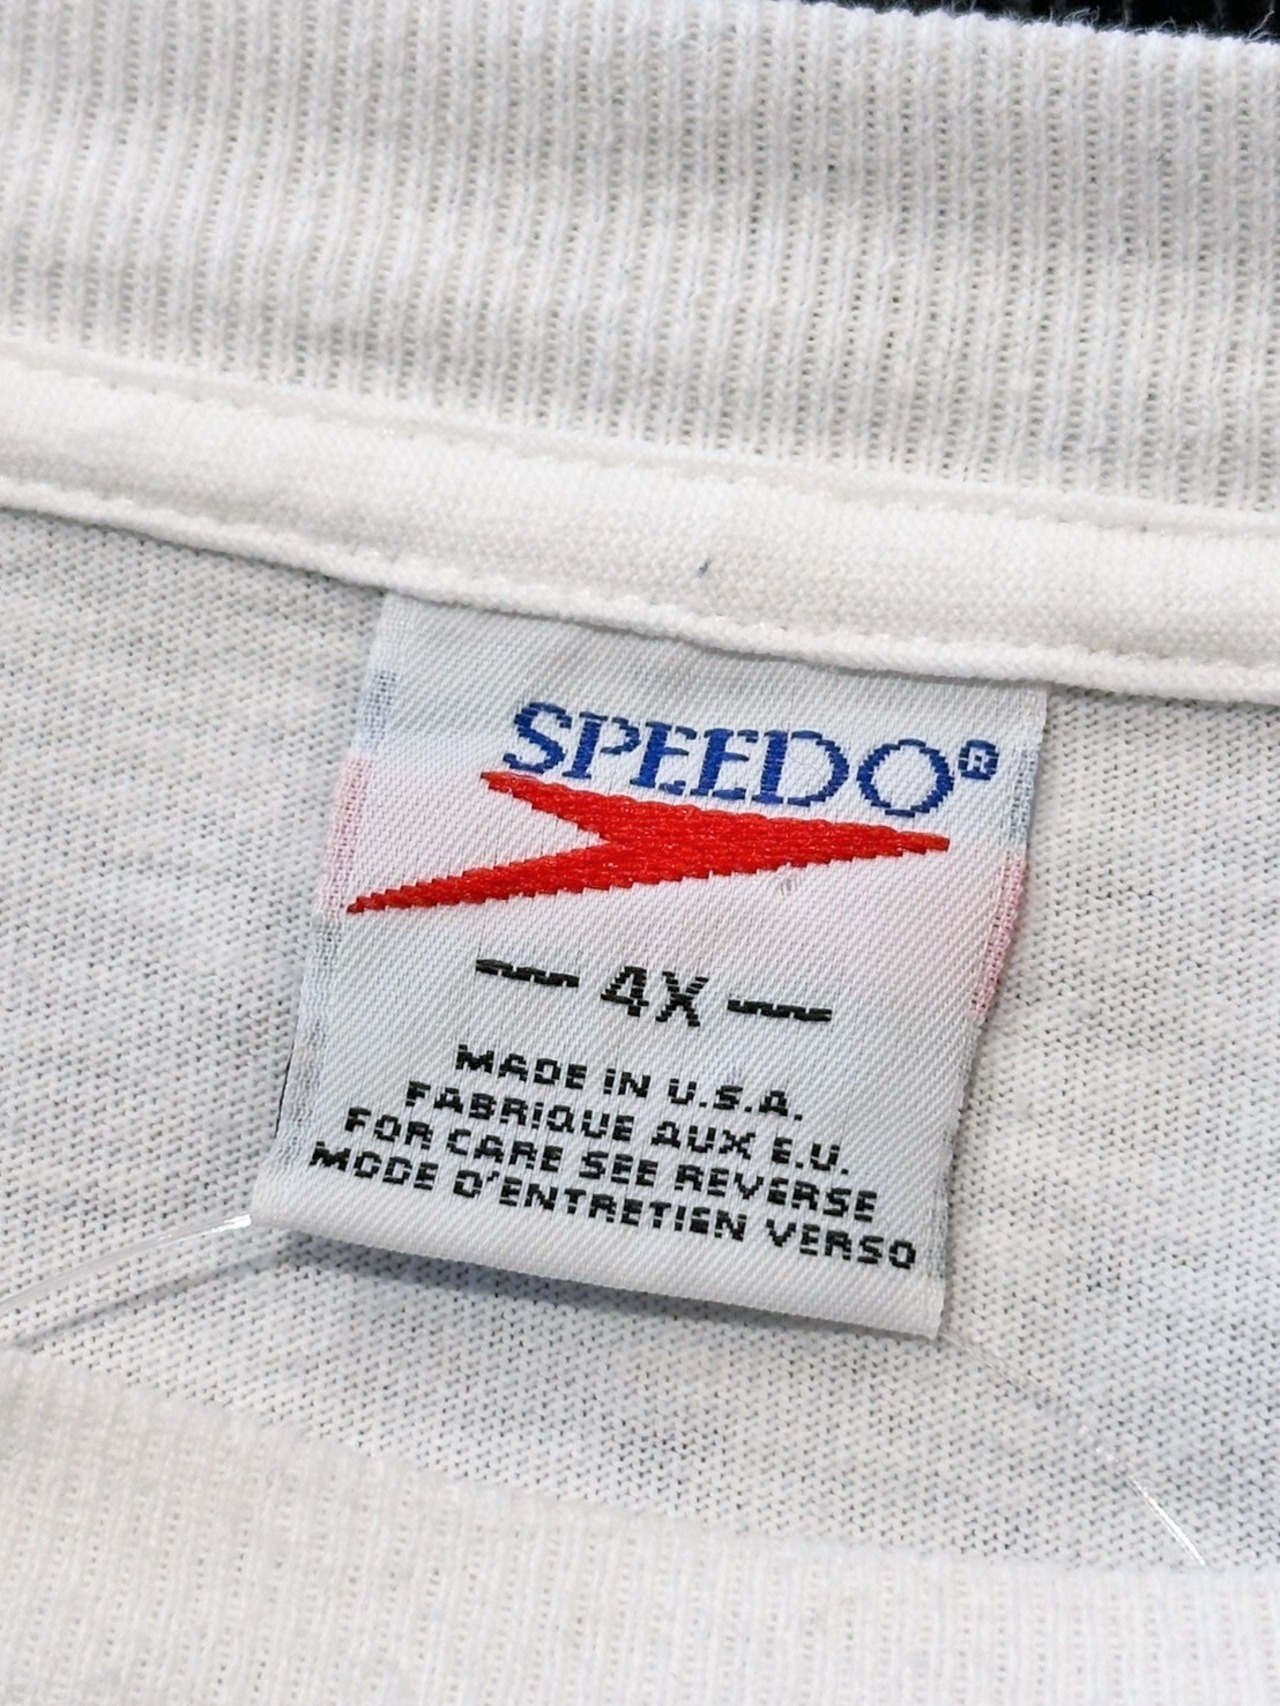 SPEEDO®
— 4X —
MADE IN U.S.A.
FABRIQUE AUX E.U.
FOR CARE SEE REVERSE
MODE D'ENTRETIEN VERSO